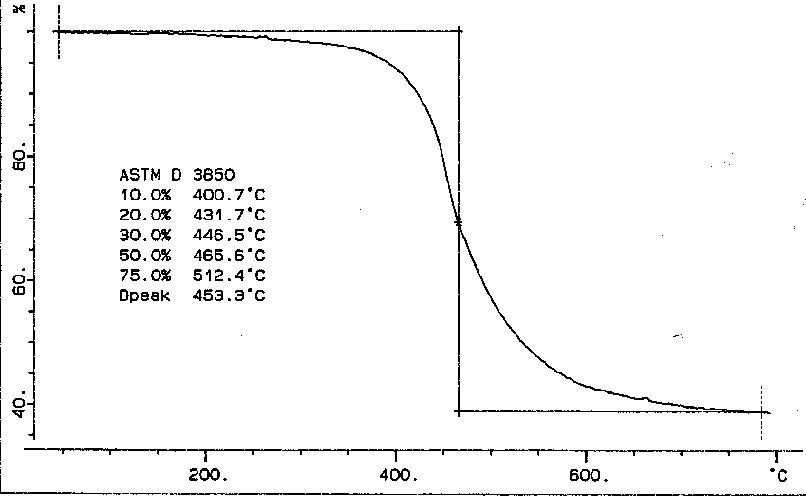 %
80.
60.
40.
ASTM D 3850
10.0% 400.7°C
20.0% 431.7°C
30.0% 446.5°C
50.0% 465.6°C
75.0% 512.4°C
Dpeak 453.3°C
200. 400. 600. °C